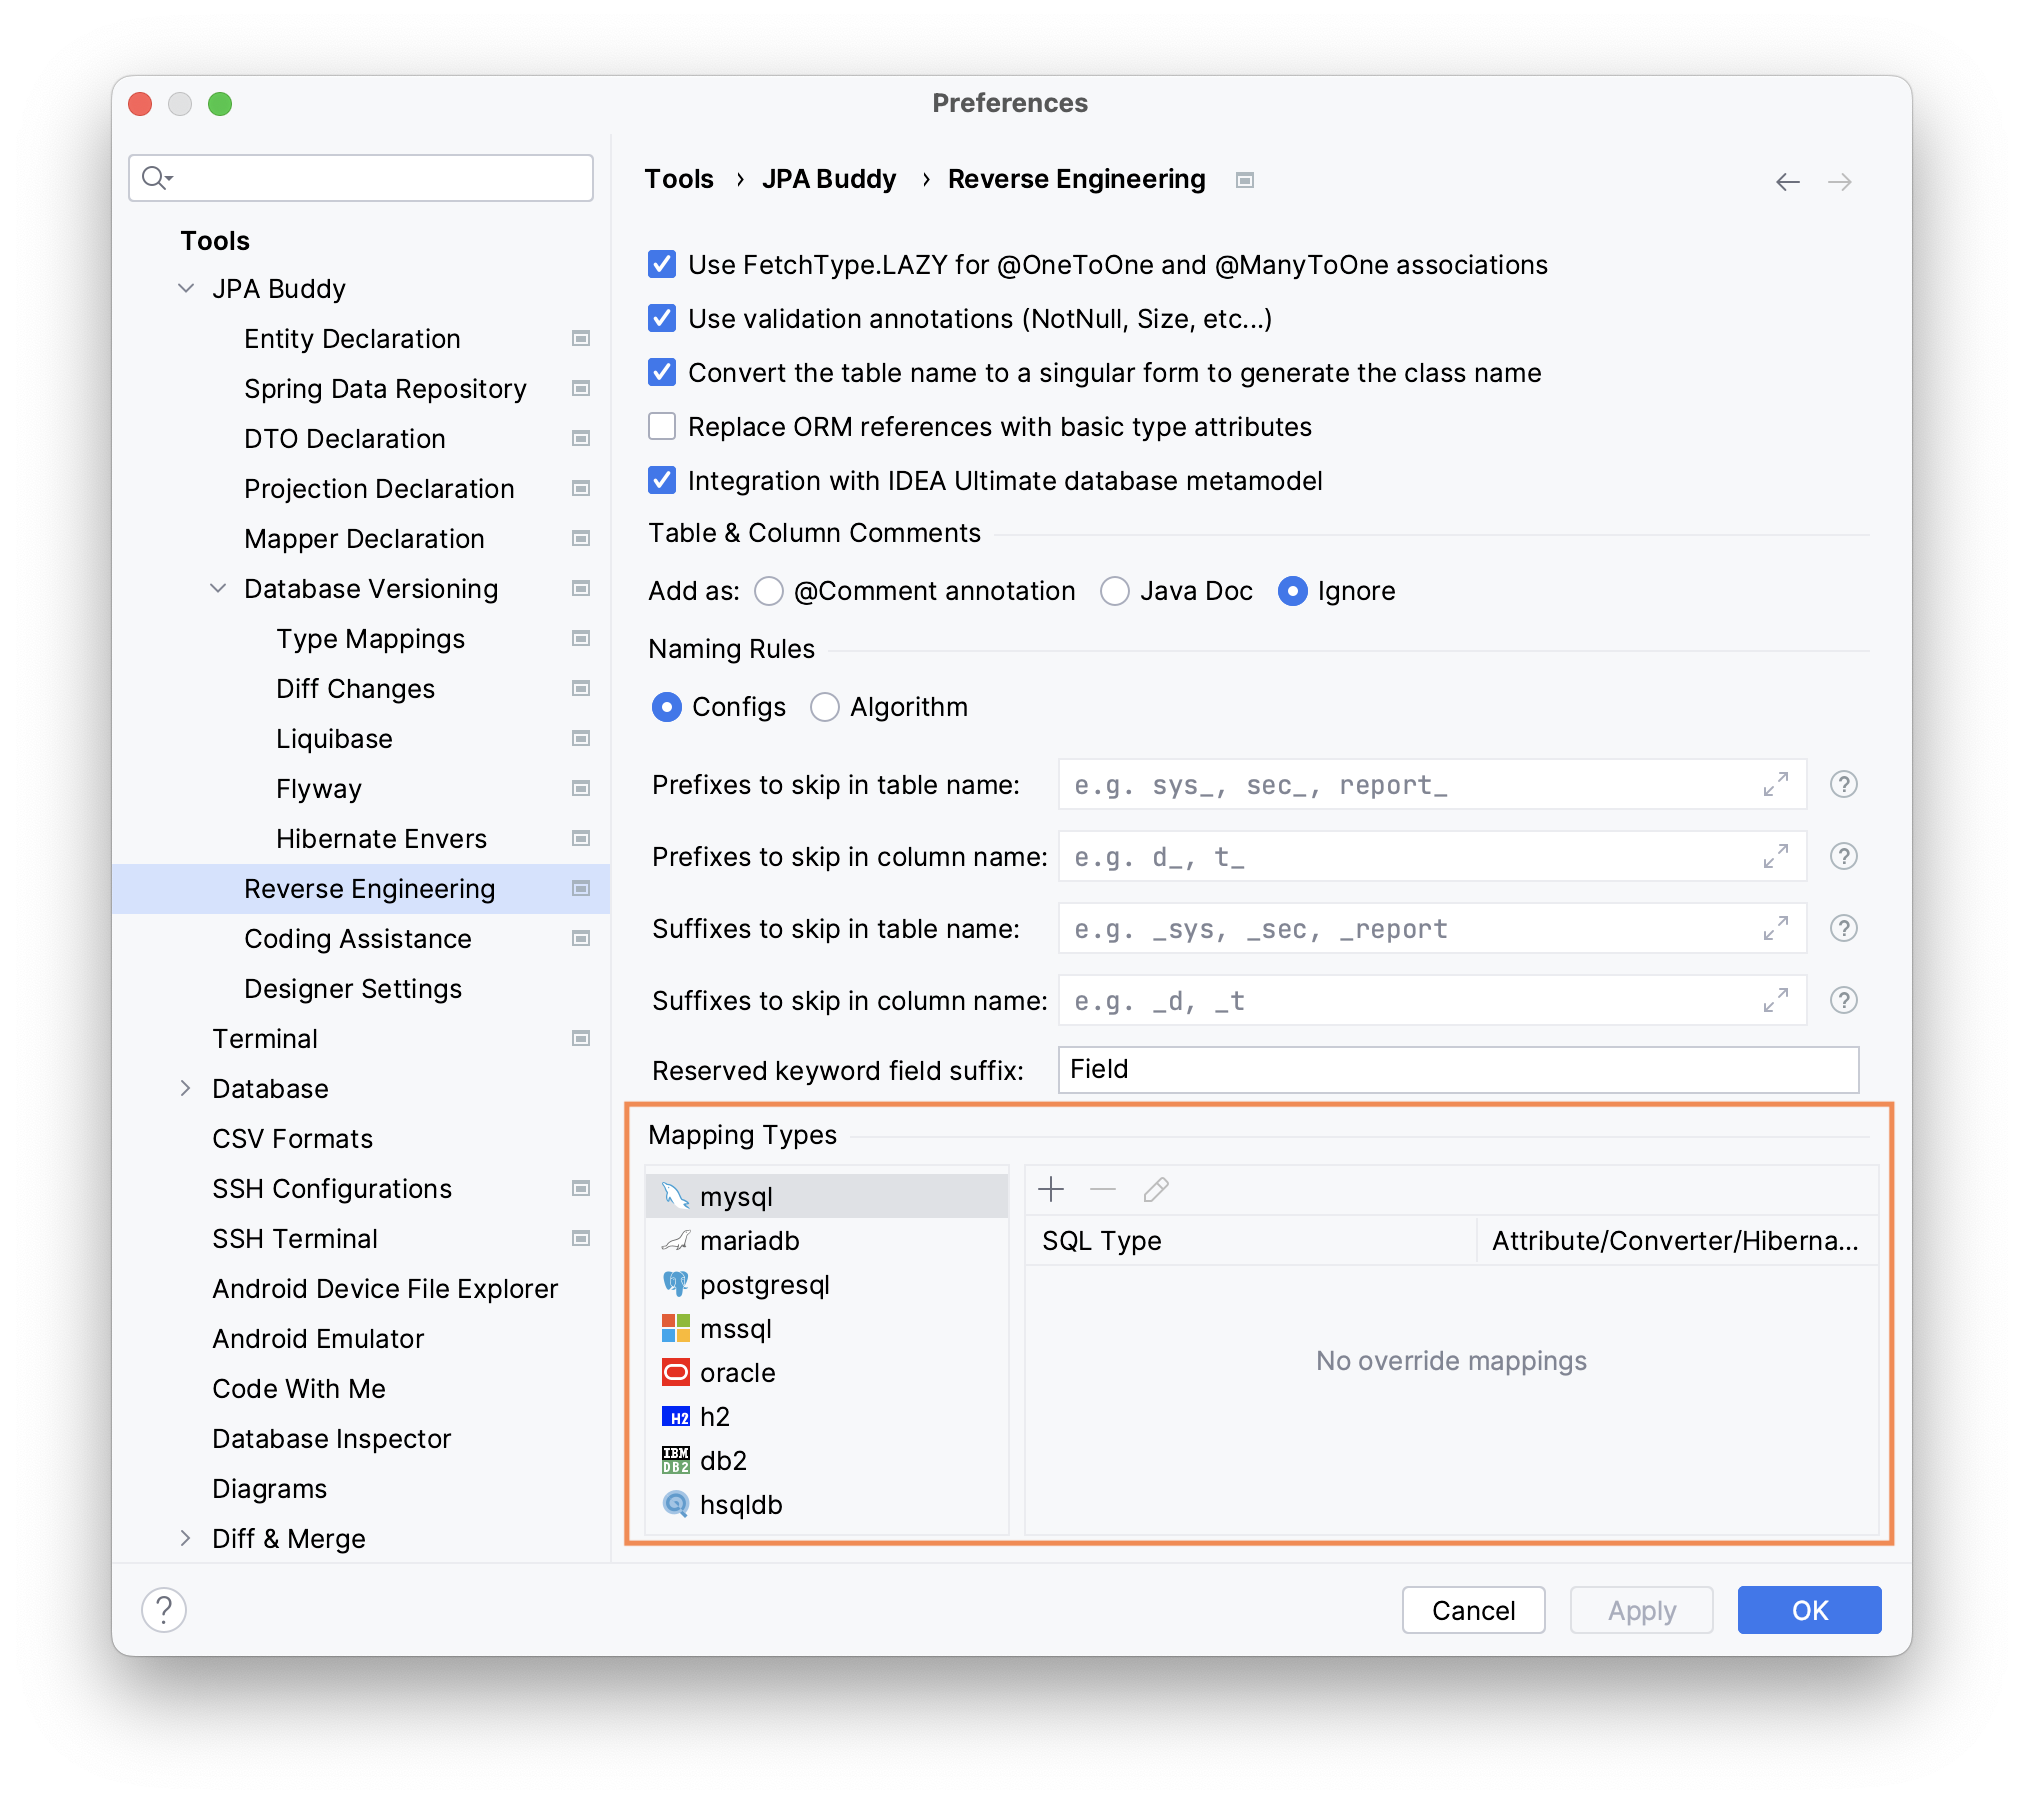 Preferences
Tools
JPA Buddy
Entity Declaration
Spring Data Repository
DTO Declaration
Projection Declaration
Mapper Declaration
Database Versioning
Type Mappings
Diff Changes
Liquibase
Flyway
Hibernate Envers
Reverse Engineering
Coding Assistance
Designer Settings
Terminal
Database
CSV Formats
SSH Configurations
SSH Terminal
Android Device File Explorer
Android Emulator
Code With Me
Database Inspector
Diagrams
Diff & Merge
Tools › JPA Buddy › Reverse Engineering
Use FetchType.LAZY for @OneToOne and @ManyToOne associations
Use validation annotations (NotNull, Size, etc...)
Convert the table name to a singular form to generate the class name
Replace ORM references with basic type attributes
Integration with IDEA Ultimate database metamodel
Table & Column Comments
Add as: @Comment annotation Java Doc Ignore
Naming Rules
Configs Algorithm
Prefixes to skip in table name: e.g. sys_, sec_, report_ ?
Prefixes to skip in column name: e.g. d_, t_ ?
Suffixes to skip in table name: e.g. _sys, _sec, _report ?
Suffixes to skip in column name: e.g. _d, _t ?
Reserved keyword field suffix: Field
Mapping Types
mysql
mariadb
postgresql
mssql
oracle
H2 h2
IBM DB2 db2
hsqldb
SQL Type Attribute/Converter/Hiberna...
No override mappings
? Cancel Apply OK